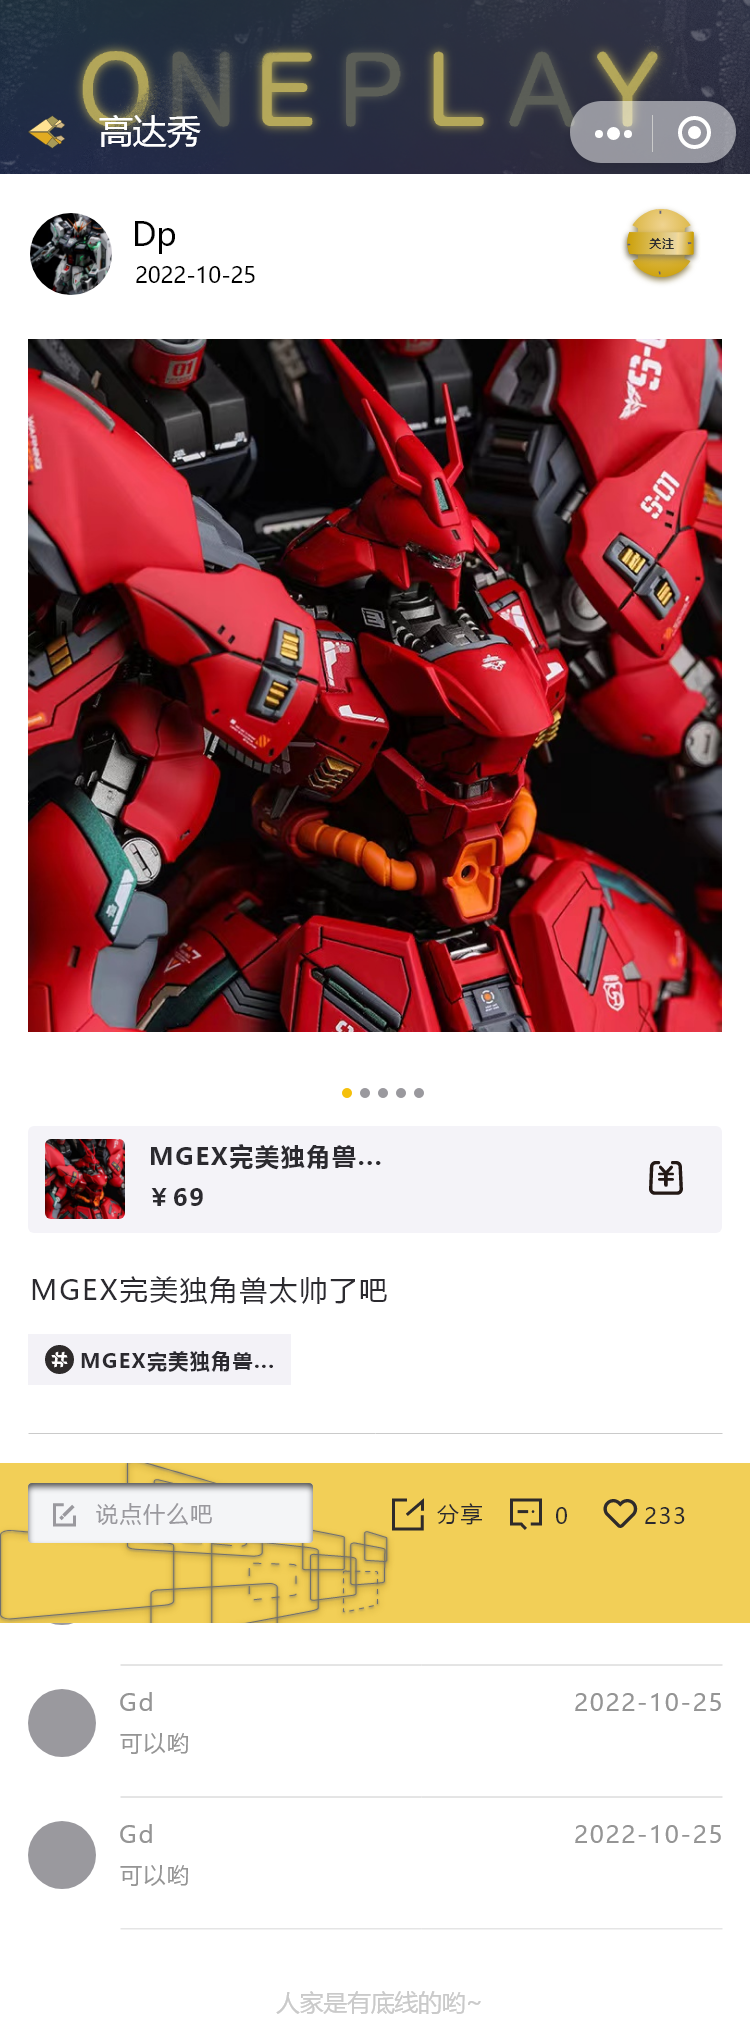 ONEPLAY
高达秀
Dp
2022-10-25
关注
01
S-01
MGEX完美独角兽...
¥69
MGEX完美独角兽太帅了吧
MGEX完美独角兽...
说点什么吧
分享
0
233
Gd
2022-10-25
可以哟
Gd
2022-10-25
可以哟
人家是有底线的哟~